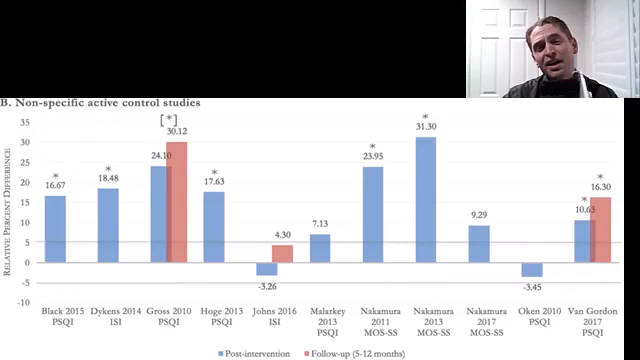 B. Non-specific active control studies
RELATIVE PERCENT DIFFERENCE
35
30
25
20
15
10
5
0
-5
-10
*
16.67
*
18.48
24.10
[*]
30.12
*
17.63
-3.26
4.30
7.13
*
23.95
*
31.30
9.29
-3.45
*
10.63
*
16.30
Black 2015
PSQI
Dykens 2014
ISI
Gross 2010
PSQI
Hoge 2013
PSQI
Johns 2016
ISI
Malarkey
2013
PSQI
Nakamura
2011
MOS-SS
Nakamura
2013
MOS-SS
Nakamura
2017
MOS-SS
Oken 2010
PSQI
Van Gordon
2017
PSQI
Post-intervention
Follow-up (5-12 months)